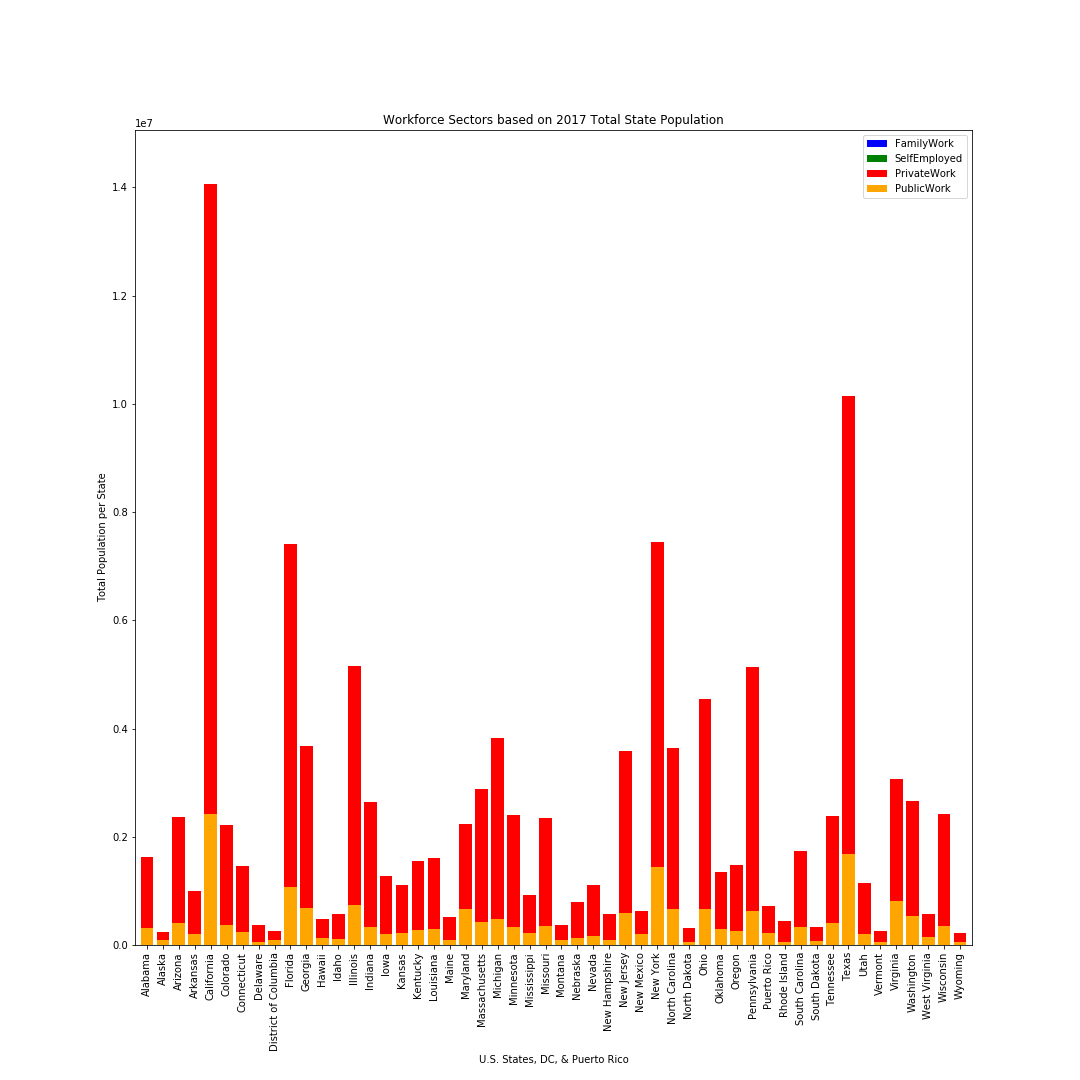 Workforce Sectors based on 2017 Total State Population
1e7
FamilyWork
SelfEmployed
PrivateWork
PublicWork
1.4
1.2
1.0
0.8
0.6
0.4
0.2
0.0
Total Population per State
Alabama
Alaska
Arizona
Arkansas
California
Colorado
Connecticut
Delaware
District of Columbia
Florida
Georgia
Hawaii
Idaho
Illinois
Indiana
Iowa
Kansas
Kentucky
Louisiana
Maine
Maryland
Massachusetts
Michigan
Minnesota
Mississippi
Missouri
Montana
Nebraska
Nevada
New Hampshire
New Jersey
New Mexico
New York
North Carolina
North Dakota
Ohio
Oklahoma
Oregon
Pennsylvania
Puerto Rico
Rhode Island
South Carolina
South Dakota
Tennessee
Texas
Utah
Vermont
Virginia
Washington
West Virginia
Wisconsin
Wyoming
U.S. States, DC, & Puerto Rico